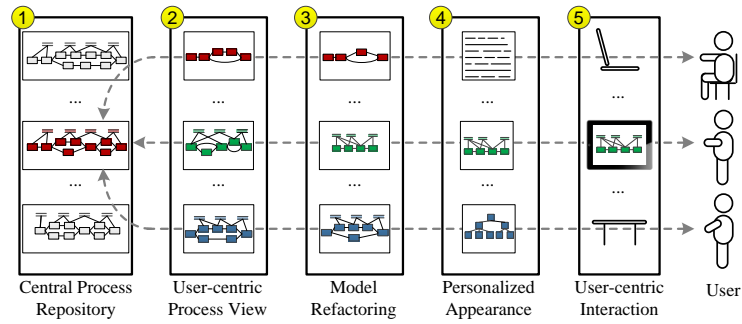 1
2
3
4
5
...
...
...
...
...
...
...
...
...
...
Central Process
Repository
User-centric
Process View
Model
Refactoring
Personalized
Appearance
User-centric
Interaction
User